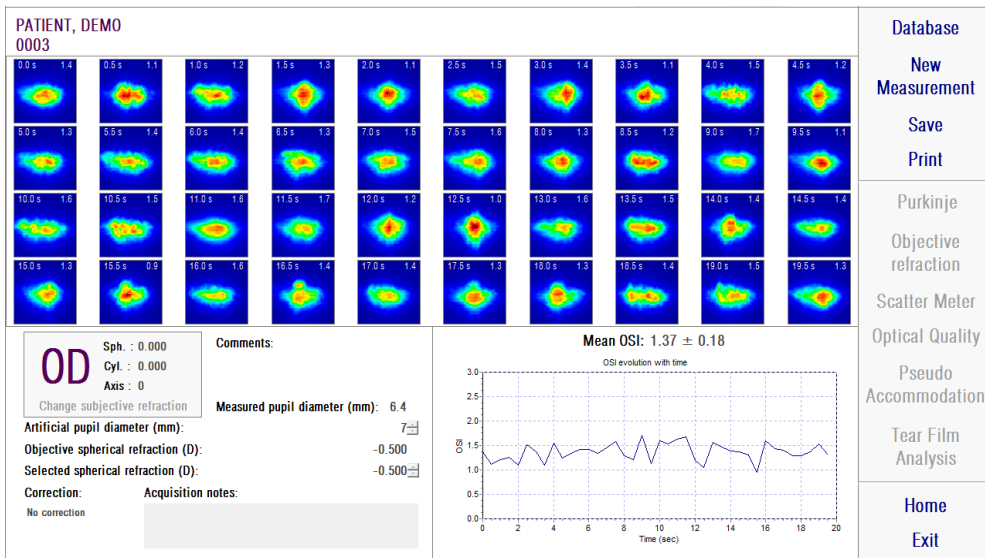 PATIENT, DEMO
0003
0.0 s 1.4 0.5 s 1.1 1.0 s 1.2 1.5 s 1.3 2.0 s 1.1 2.5 s 1.5 3.0 s 1.4 3.5 s 1.1 4.0 s 1.5 4.5 s 1.2
5.0 s 1.3 5.5 s 1.4 6.0 s 1.4 6.5 s 1.3 7.0 s 1.5 7.5 s 1.6 8.0 s 1.3 8.5 s 1.2 9.0 s 1.7 9.5 s 1.1
10.0 s 1.6 10.5 s 1.5 11.0 s 1.6 11.5 s 1.7 12.0 s 1.2 12.5 s 1.0 13.0 s 1.6 13.5 s 1.5 14.0 s 1.4 14.5 s 1.4
15.0 s 1.3 15.5 s 0.9 16.0 s 1.6 16.5 s 1.4 17.0 s 1.4 17.5 s 1.3 18.0 s 1.3 18.5 s 1.4 19.0 s 1.5 19.5 s 1.3
OD
Sph. : 0.000
Cyl. : 0.000
Axis : 0
Change subjective refraction
Comments:
Measured pupil diameter (mm): 6.4
Artificial pupil diameter (mm): 7
Objective spherical refraction (D): -0.500
Selected spherical refraction (D): -0.500
Correction: Acquisition notes:
No correction
Mean OSI: 1.37 ± 0.18
OSI evolution with time
3.0
2.5
2.0
1.5
1.0
0.5
0.0
OSI
0 2 4 6 8 10 12 14 16 18 20
Time (sec)
Database
New
Measurement
Save
Print
Purkinje
Objective
refraction
Scatter Meter
Optical Quality
Pseudo
Accommodation
Tear Film
Analysis
Home
Exit